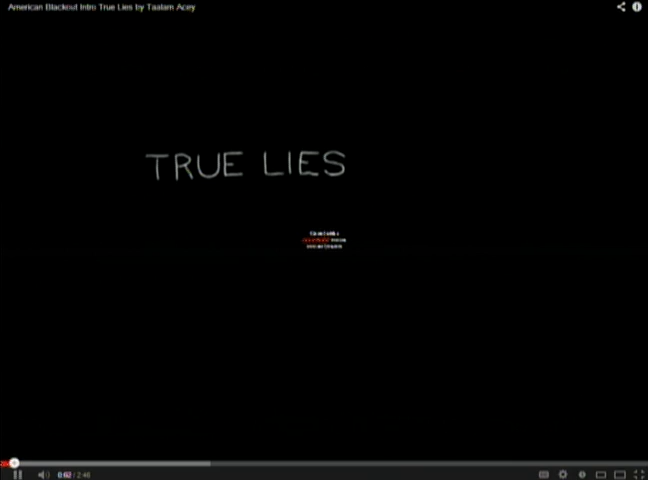 American Blackout Intro True Lies by Taalam Acey
TRUE LIES
0:02 / 2:46